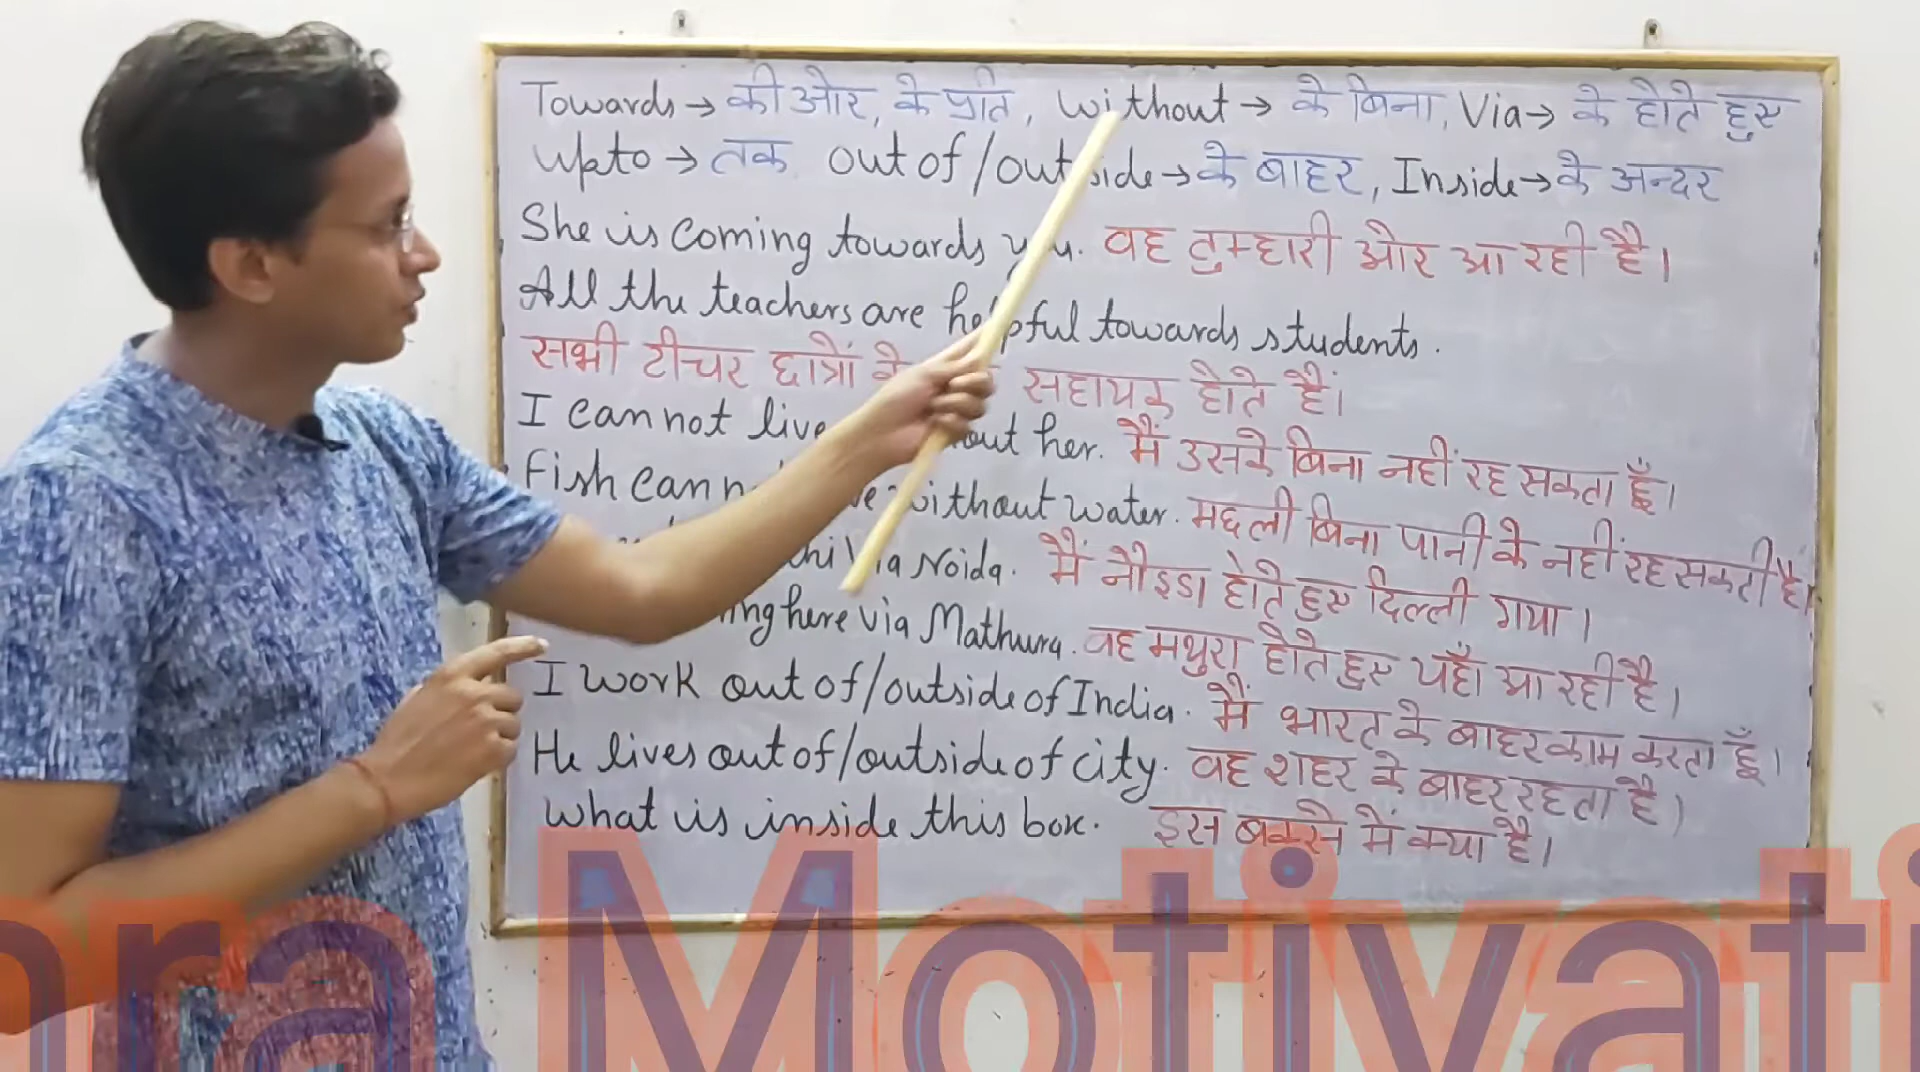 Towards → की ओर, के प्रति, without → के बिना, Via → के होते हुए
Upto → तक out of / outside → के बाहर, Inside → के अन्दर
She is coming towards you. वह तुम्हारी ओर आ रही है।
All the teachers are helpful towards students.
सभी टीचर छात्रों के सहायक होते हैं।
I cannot live her. मैं उसके बिना नहीं रह सकता हूँ।
Fish can without water. मछली बिना पानी के नहीं रह सकती है।
Via Noida. मैं नौइडा होते हुए दिल्ली गया।
here via Mathura. वह मथुरा होते हुए यहाँ आ रही है।
I work out of / outside of India. मैं भारत के बाहर काम करता हूँ।
He lives out of / outside of city. वह शहर के बाहर रहता है।
What is inside this box. इस बक्से में क्या है।
Motivati